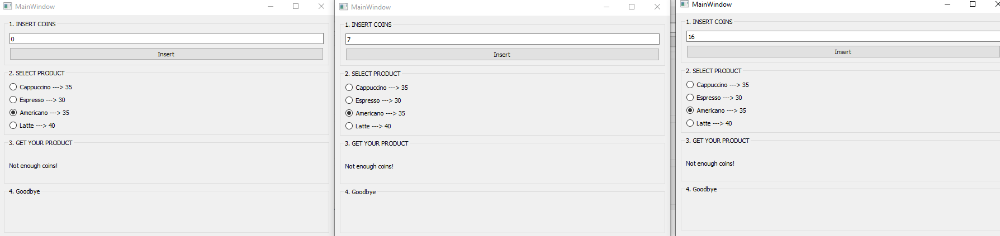 MainWindow
1. INSERT COINS
0
Insert
2. SELECT PRODUCT
Cappuccino ---> 35
Espresso ---> 30
Americano ---> 35
Latte ---> 40
3. GET YOUR PRODUCT
Not enough coins!
4. Goodbye
MainWindow
1. INSERT COINS
7
Insert
2. SELECT PRODUCT
Cappuccino ---> 35
Espresso ---> 30
Americano ---> 35
Latte ---> 40
3. GET YOUR PRODUCT
Not enough coins!
4. Goodbye
MainWindow
1. INSERT COINS
16
Insert
2. SELECT PRODUCT
Cappuccino ---> 35
Espresso ---> 30
Americano ---> 35
Latte ---> 40
3. GET YOUR PRODUCT
Not enough coins!
4. Goodbye